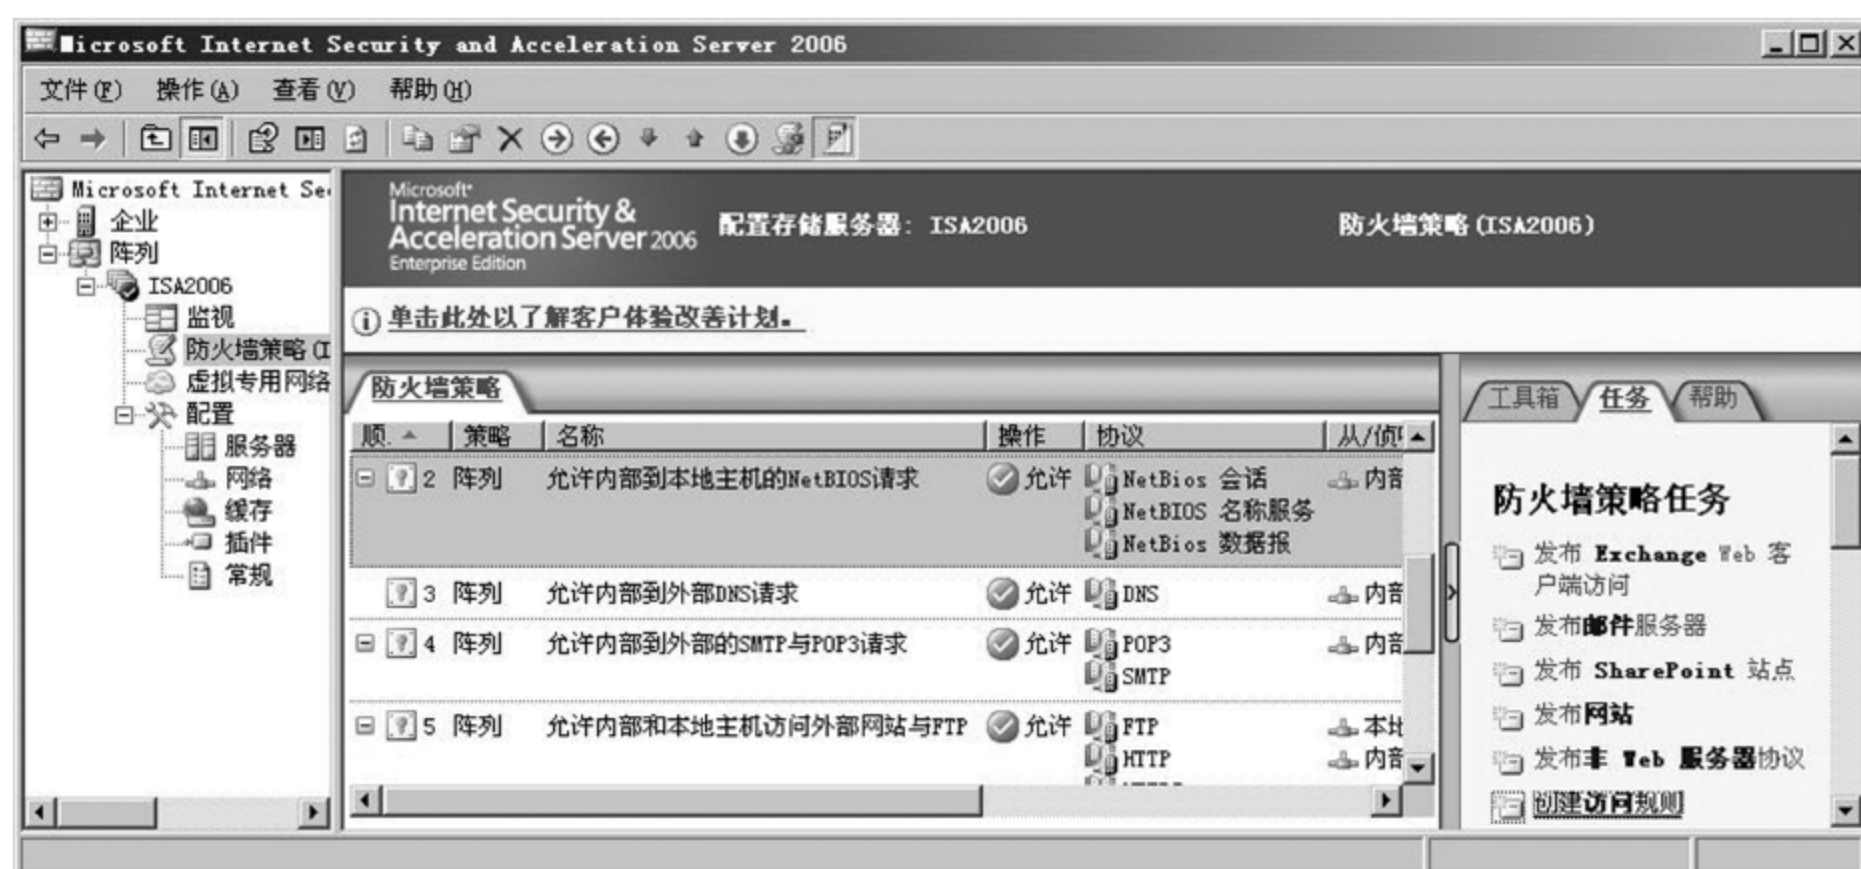 Microsoft Internet Security and Acceleration Server 2006
文件(F) 操作(A) 查看(V) 帮助(H)
Microsoft Internet Se
企业
阵列
ISA2006
监视
防火墙策略(I
虚拟专用网络
配置
服务器
网络
缓存
插件
常规
Microsoft
Internet Security &
Acceleration Server 2006
Enterprise Edition
配置存储服务器: ISA2006
防火墙策略(ISA2006)
单击此处以了解客户体验改善计划。
防火墙策略
顺. 策略 名称 操作 协议 从/侦
2 阵列 允许内部到本地主机的NetBIOS请求 允许 NetBios 会话 内部
NetBIOS 名称服务
NetBios 数据报
3 阵列 允许内部到外部DNS请求 允许 DNS 内部
4 阵列 允许内部到外部的SMTP与POP3请求 允许 POP3 内部
SMTP
5 阵列 允许内部和本地主机访问外部网站与FTP 允许 FTP 本地
HTTP 内部
工具箱 任务 帮助
防火墙策略任务
发布 Exchange Web 客
户端访问
发布邮件服务器
发布 SharePoint 站点
发布网站
发布非 Web 服务器协议
创建访问规则